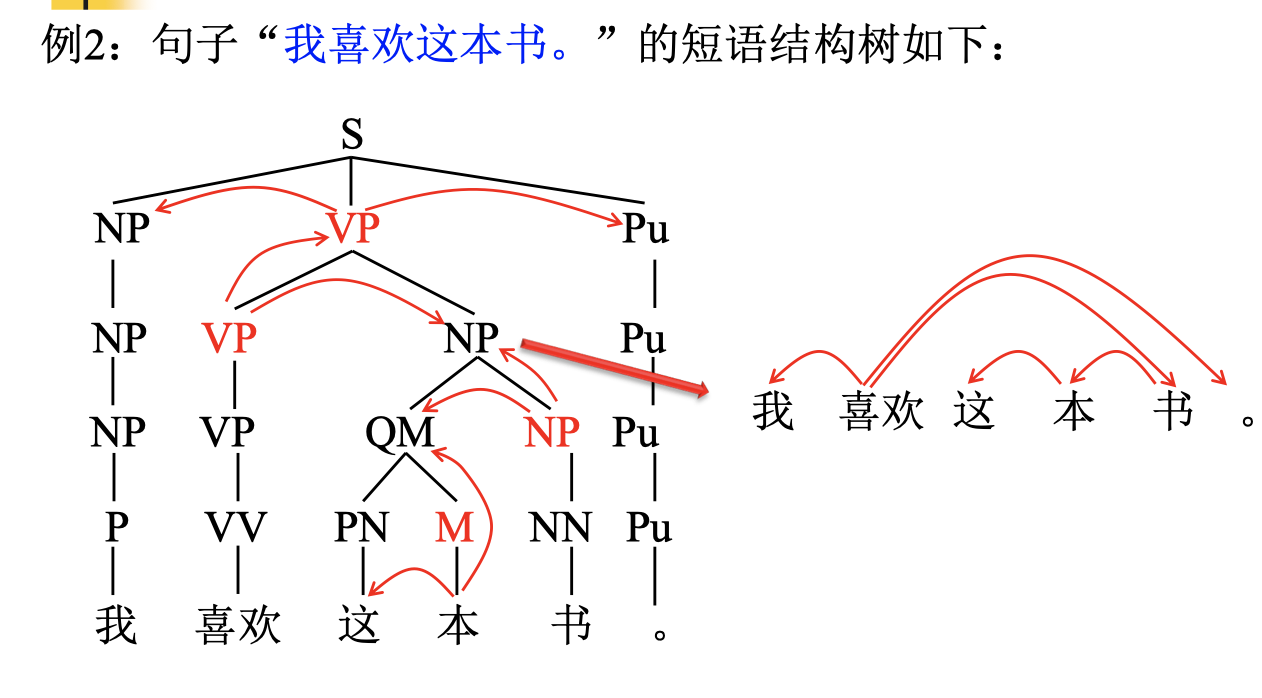 例2：句子“我喜欢这本书。”的短语结构树如下：
S
NP VP Pu
NP VP NP Pu
NP VP QM NP Pu
P VV PN M NN Pu
我 喜欢 这 本 书 。
我 喜欢 这 本 书 。